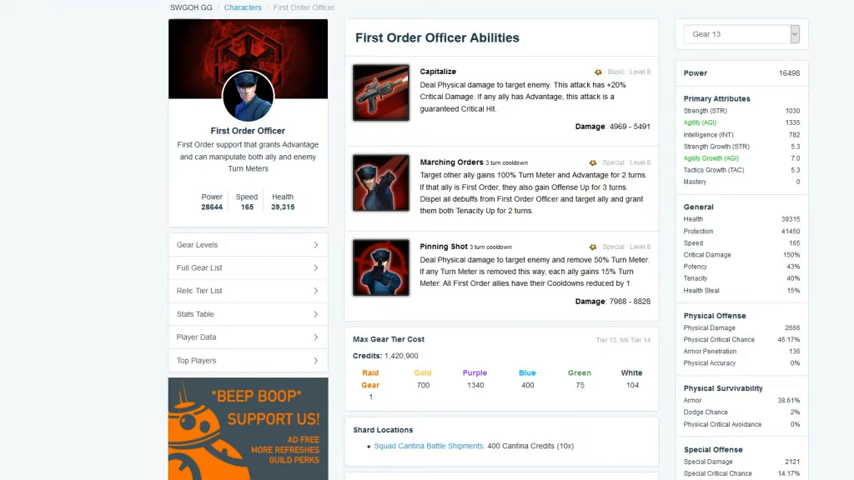 SWGOH.GG / Characters / First Order Officer
First Order Officer
First Order support that grants Advantage
and can manipulate both ally and enemy
Turn Meters
Power Speed Health
28644 165 39,315
Gear Levels
Full Gear List
Relic Tier List
Stats Table
Player Data
Top Players
*BEEP BOOP*
SUPPORT US!
AD FREE
MORE REFRESHES
GUILD PERKS
First Order Officer Abilities
Capitalize
Basic · Level 8
Deal Physical damage to target enemy. This attack has +20%
Critical Damage. If any ally has Advantage, this attack is a
guaranteed Critical Hit.
Damage: 4969 - 5491
Marching Orders 3 turn cooldown
Special · Level 8
Target other ally gains 100% Turn Meter and Advantage for 2 turns.
If that ally is First Order, they also gain Offense Up for 3 turns.
Dispel all debuffs from First Order Officer and target ally and grant
them both Tenacity Up for 2 turns.
Pinning Shot 3 turn cooldown
Special · Level 8
Deal Physical damage to target enemy and remove 50% Turn Meter.
If any Turn Meter is removed this way, each ally gains 15% Turn
Meter. All First Order allies have their Cooldowns reduced by 1.
Damage: 7988 - 8828
Max Gear Tier Cost
Tier 13, 0/6 Tier 14
Credits: 1,420,900
Raid Gear Gold Purple Blue Green White
1 700 1340 400 75 104
Shard Locations
Squad Cantina Battle Shipments: 400 Cantina Credits (10x)
Gear 13
Power 16498
Primary Attributes
Strength (STR) 1030
Agility (AGI) 1335
Intelligence (INT) 782
Strength Growth (STR) 5.3
Agility Growth (AGI) 7.0
Tactics Growth (TAC) 5.3
Mastery 0
General
Health 39315
Protection 41450
Speed 165
Critical Damage 150%
Potency 43%
Tenacity 40%
Health Steal 15%
Physical Offense
Physical Damage 2666
Physical Critical Chance 46.17%
Armor Penetration 136
Physical Accuracy 0%
Physical Survivability
Armor 38.61%
Dodge Chance 2%
Physical Critical Avoidance 0%
Special Offense
Special Damage 2121
Special Critical Chance 14.17%